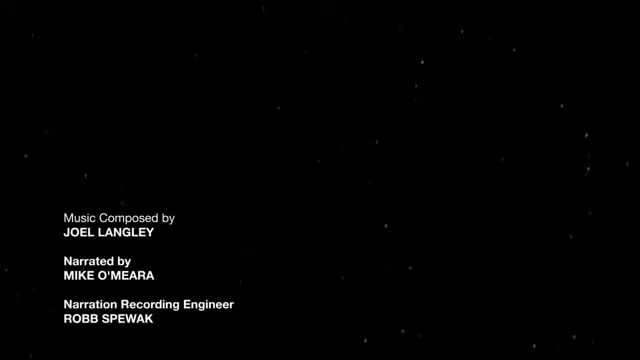 Music Composed by
JOEL LANGLEY
Narrated by
MIKE O'MEARA
Narration Recording Engineer
ROBB SPEWAK